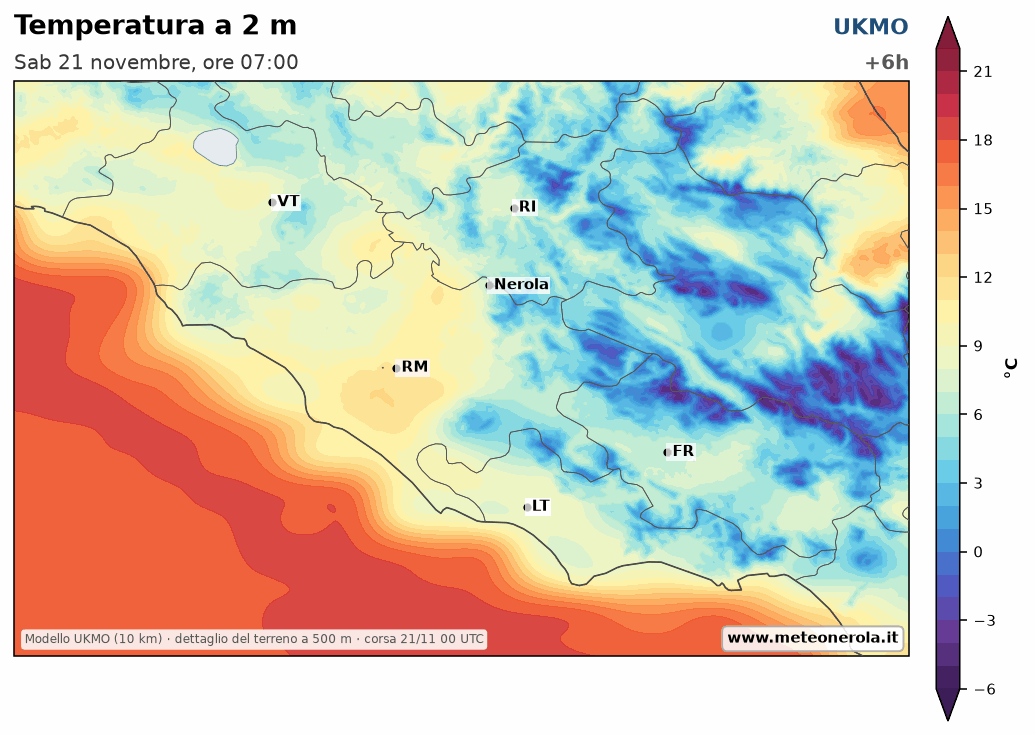 Temperatura a 2 m
UKMO
Sab 21 novembre, ore 07:00
+6h
VT
RI
Nerola
RM
FR
LT
21
18
15
12
9
6
3
0
−3
−6
°C
Modello UKMO (10 km) · dettaglio del terreno a 500 m · corsa 21/11 00 UTC
www.meteonerola.it